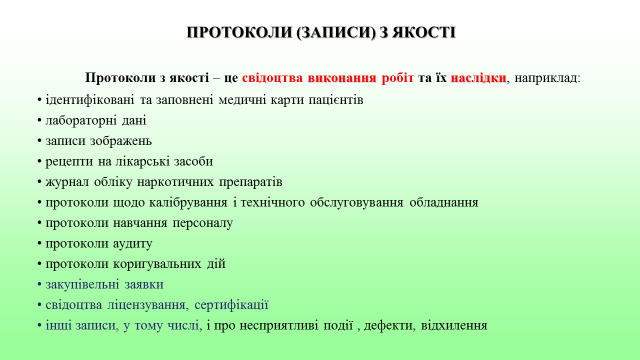 ПРОТОКОЛИ (ЗАПИСИ) З ЯКОСТІ
Протоколи з якості – це свідоцтва виконання робіт та їх наслідки, наприклад:
• ідентифіковані та заповнені медичні карти пацієнтів
• лабораторні дані
• записи зображень
• рецепти на лікарські засоби
• журнал обліку наркотичних препаратів
• протоколи щодо калібрування і технічного обслуговування обладнання
• протоколи навчання персоналу
• протоколи аудиту
• протоколи коригувальних дій
• закупівельні заявки
• свідоцтва ліцензування, сертифікації
• інші записи, у тому числі, і про несприятливі події , дефекти, відхилення